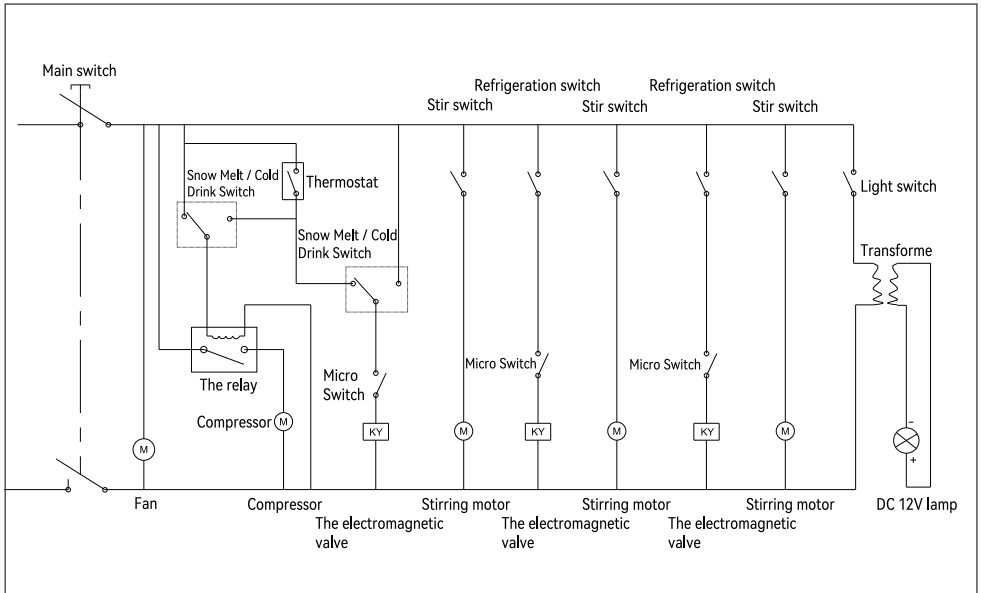 Main switch
Refrigeration switch
Refrigeration switch
Stir switch
Stir switch
Stir switch
Snow Melt / Cold
Drink Switch
Thermostat
Light switch
Snow Melt / Cold
Drink Switch
Transforme
The relay
Micro
Switch
Micro Switch
Micro Switch
Compressor
M
KY
M
KY
M
KY
M
M
−
+
Fan
Compressor
Stirring motor
Stirring motor
Stirring motor
DC 12V lamp
The electromagnetic
valve
The electromagnetic
valve
The electromagnetic
valve